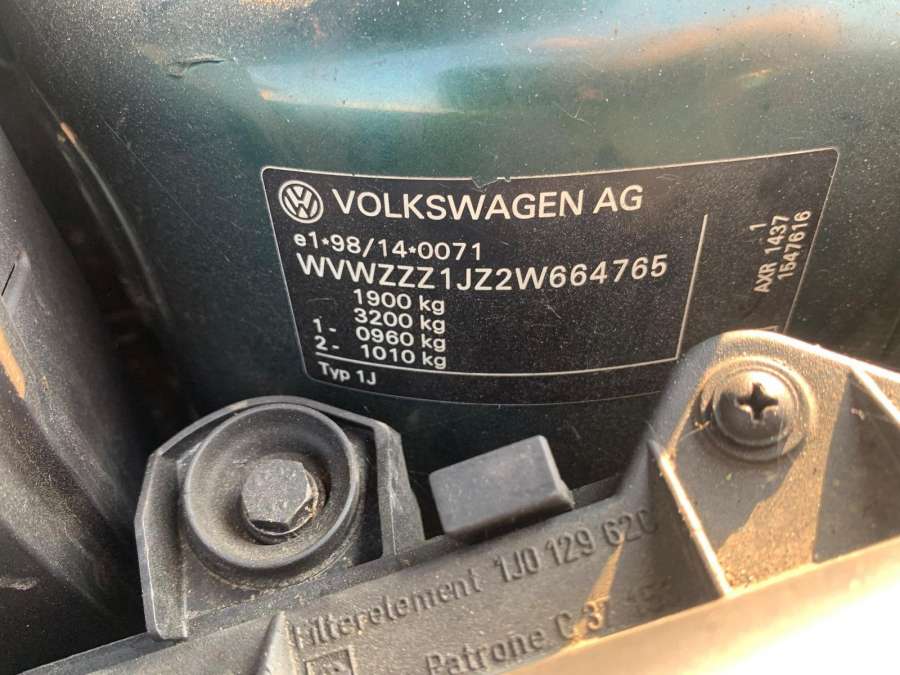 VOLKSWAGEN AG
e1*98/14*0071
WVWZZZ1JZ2W664765
1900 kg
3200 kg
1- 0960 kg
2- 1010 kg
Typ 1J
1
AXR 1437
1547616
Filterelement 1J0 129 620
Patrone C 37